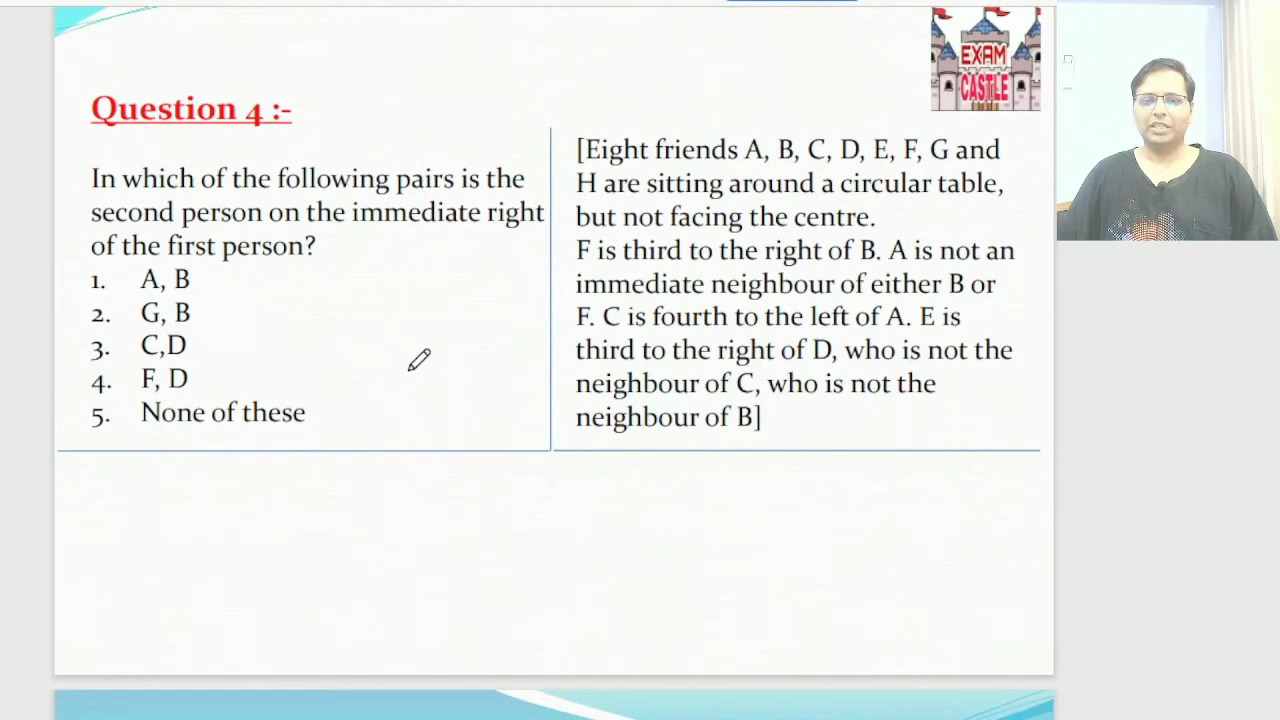 EXAM
CASTLE
Question 4 :-
In which of the following pairs is the
second person on the immediate right
of the first person?
1. A, B
2. G, B
3. C,D
4. F, D
5. None of these
[Eight friends A, B, C, D, E, F, G and
H are sitting around a circular table,
but not facing the centre.
F is third to the right of B. A is not an
immediate neighbour of either B or
F. C is fourth to the left of A. E is
third to the right of D, who is not the
neighbour of C, who is not the
neighbour of B]